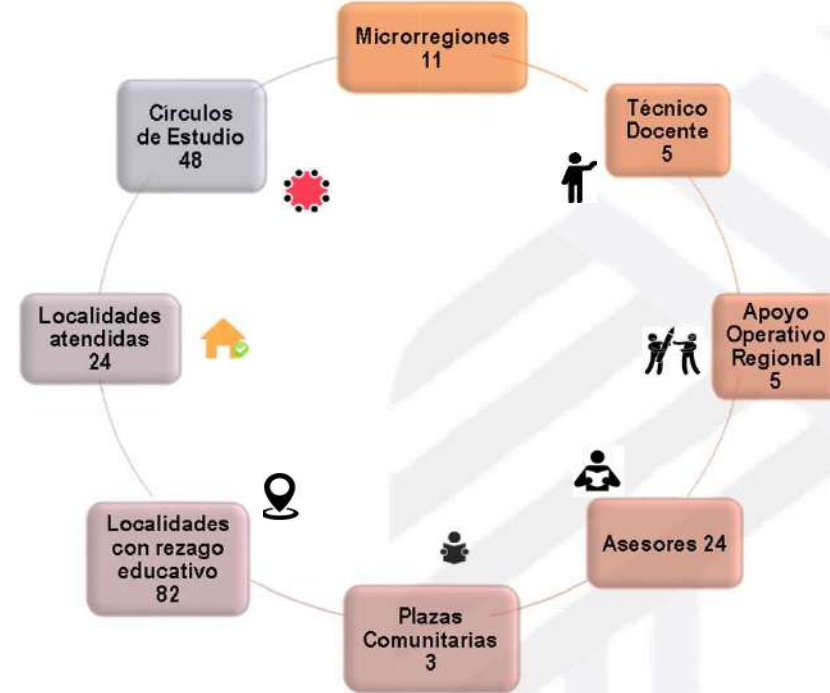 Microrregiones
11
Técnico
Docente
5
Apoyo
Operativo
Regional
5
Asesores 24
Plazas
Comunitarias
3
Localidades
con rezago
educativo
82
Localidades
atendidas
24
Círculos
de Estudio
48